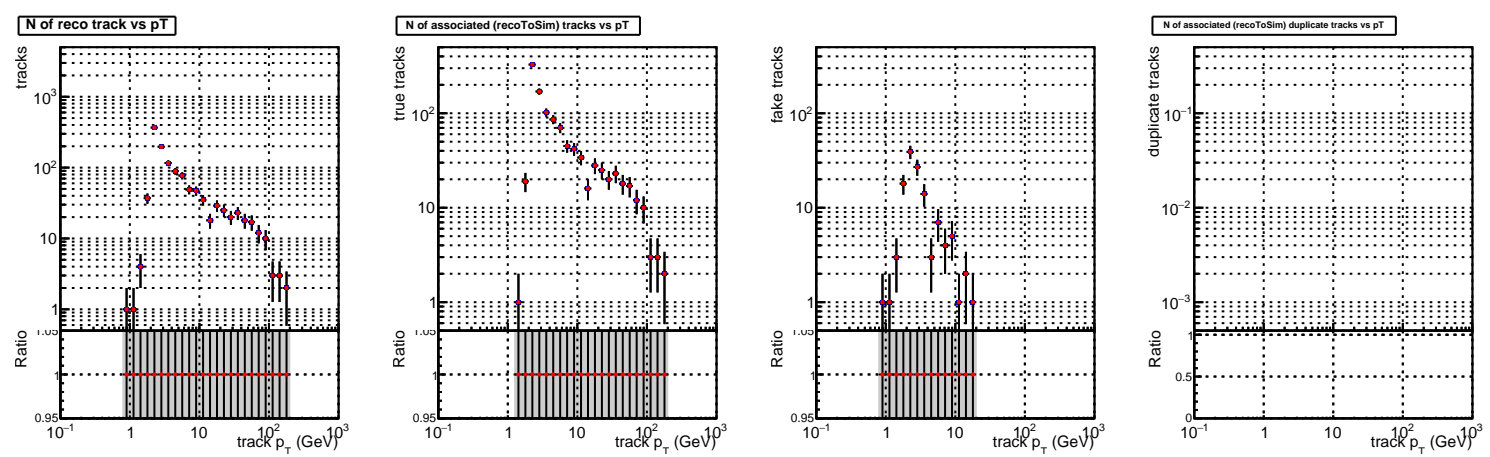 N of reco track vs pT
tracks
10³
10²
10
1
Ratio
1.05
1
0.95
10⁻¹ 1 10 10² 10³
track p_T (GeV)
N of associated (recoToSim) tracks vs pT
true tracks
10²
10
1
Ratio
1.05
1
0.95
10⁻¹ 1 10 10² 10³
track p_T (GeV)
fake tracks
10²
10
1
Ratio
1.05
1
0.95
10⁻¹ 1 10 10² 10³
track p_T (GeV)
N of associated (recoToSim) duplicate tracks vs pT
duplicate tracks
10⁻¹
10⁻²
10⁻³
Ratio
1
0.5
0
10⁻¹ 1 10 10² 10³
track p_T (GeV)